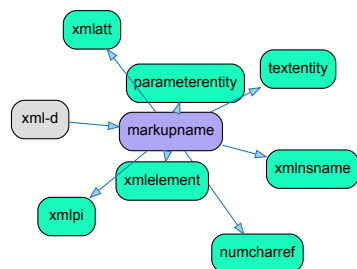 xmlatt
parameterentity
textentity
xml-d
markupname
xmlnsname
xmlelement
xmlpi
numcharref